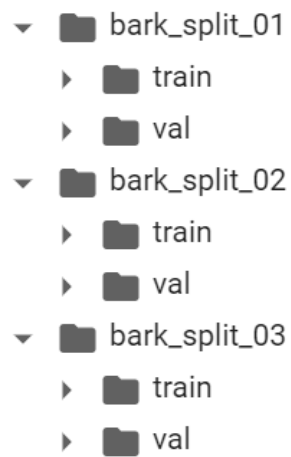 bark_split_01
train
val
bark_split_02
train
val
bark_split_03
train
val